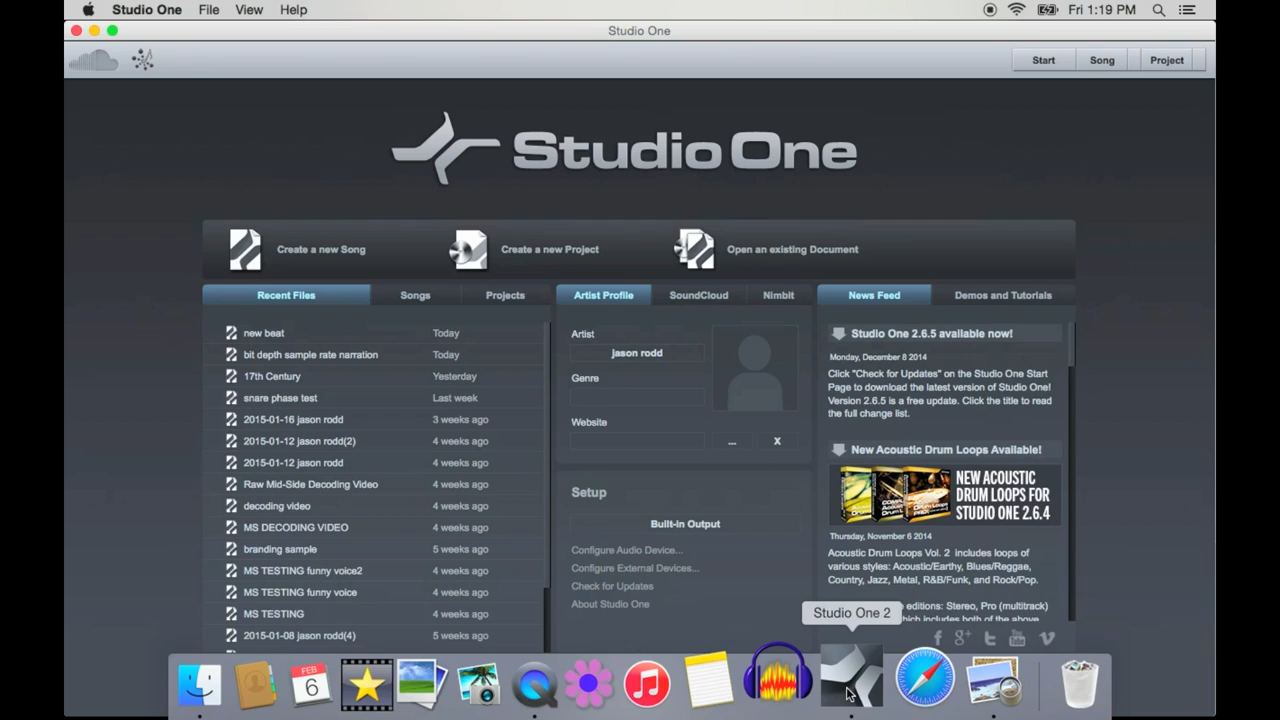 Studio One File View Help Fri 1:19 PM
Studio One
Start Song Project
Studio One
Create a new Song Create a new Project Open an existing Document
Recent Files Songs Projects Artist Profile SoundCloud Nimbit News Feed Demos and Tutorials
new beat Today
bit depth sample rate narration Today
17th Century Yesterday
snare phase test Last week
2015-01-16 jason rodd 3 weeks ago
2015-01-12 jason rodd(2) 4 weeks ago
2015-01-12 jason rodd 4 weeks ago
Raw Mid-Side Decoding Video 4 weeks ago
decoding video 4 weeks ago
MS DECODING VIDEO 4 weeks ago
branding sample 5 weeks ago
MS TESTING funny voice2 4 weeks ago
MS TESTING funny voice 4 weeks ago
MS TESTING 4 weeks ago
2015-01-08 jason rodd(4) 5 weeks ago
Artist
jason rodd
Genre
Website
... X
Setup
Built-in Output
Configure Audio Device...
Configure External Devices...
Check for Updates
About Studio One
Studio One 2.6.5 available now!
Monday, December 8 2014
Click "Check for Updates" on the Studio One Start
Page to download the latest version of Studio One!
Version 2.6.5 is a free update. Click the title to read
the full change list.
New Acoustic Drum Loops Available!
NEW ACOUSTIC
DRUM LOOPS FOR
STUDIO ONE 2.6.4
Thursday, November 6 2014
Acoustic Drum Loops Vol. 2 includes loops of
various styles: Acoustic/Earthy, Blues/Reggae,
Country, Jazz, Metal, R&B/Funk, and Rock/Pop.
editions: Stereo, Pro (multitrack)
which includes both of the above
Studio One 2
FEB
6